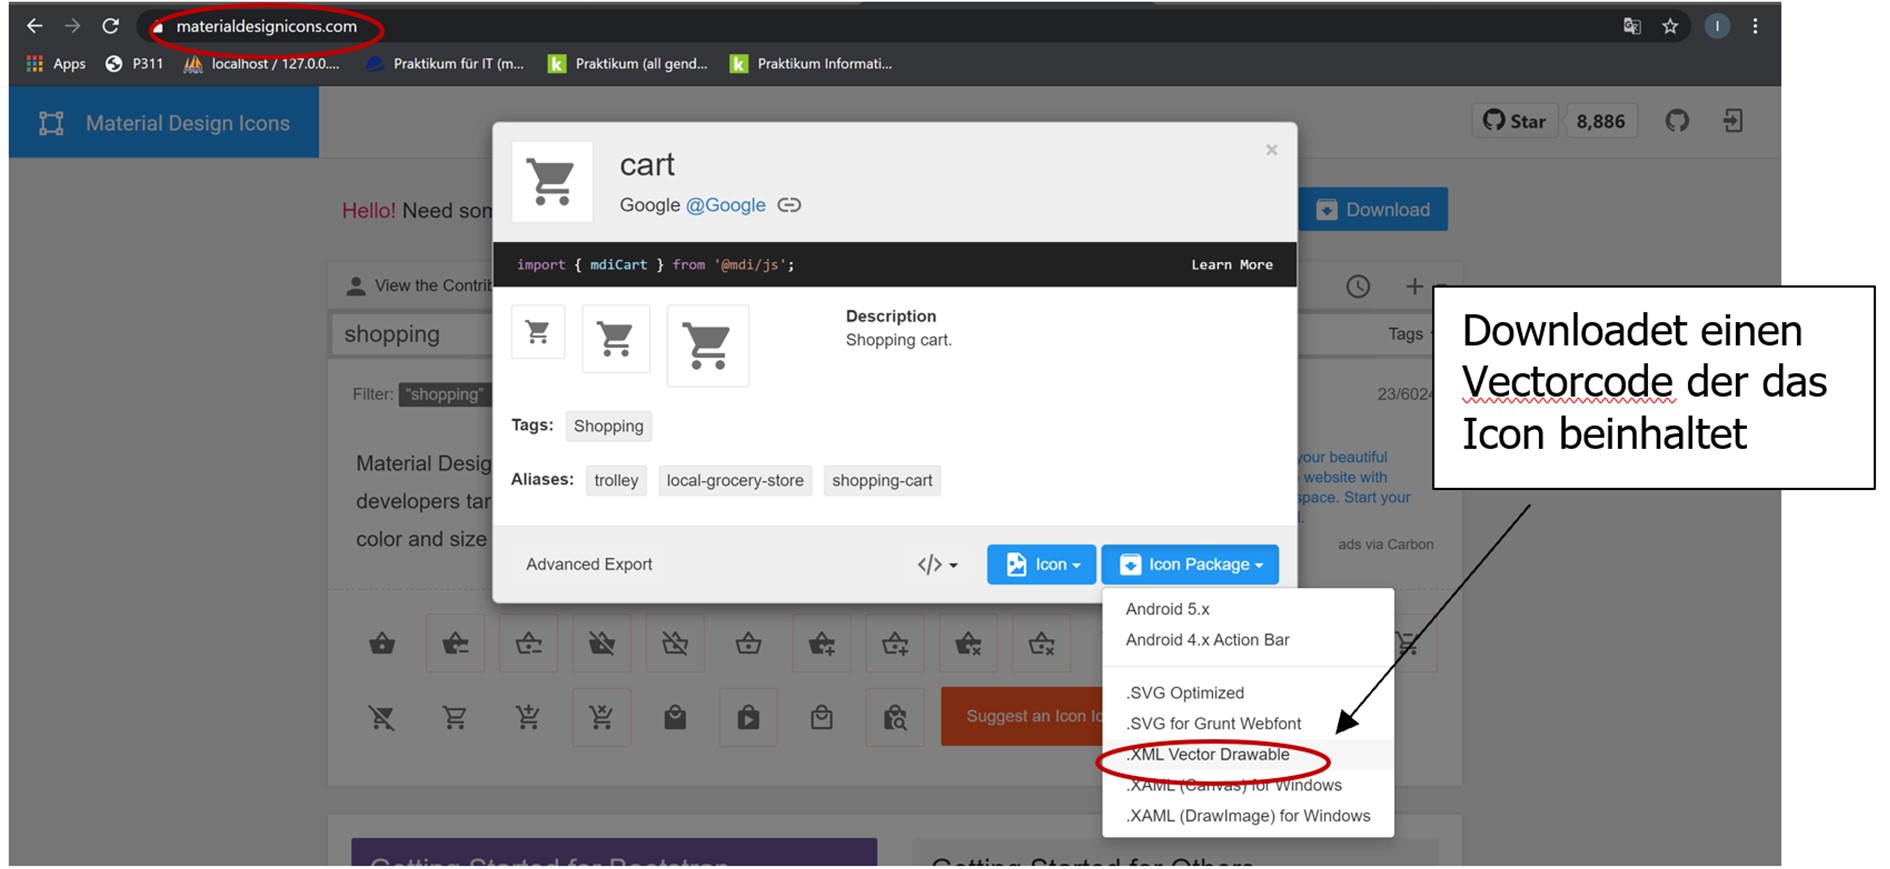 materialdesignicons.com
I
Apps
P311
localhost / 127.0.0....
Praktikum für IT (m...
k
Praktikum (all gend...
k
Praktikum Informati...
Material Design Icons
Star
8,886
cart
Google @Google
Hello! Need som
Download
import { mdiCart } from '@mdi/js';
Learn More
View the Contrib
shopping
Tags
Description
Shopping cart.
Filter: "shopping"
23/6024
Tags: Shopping
Aliases: trolley local-grocery-store shopping-cart
Material Desig
developers tar
color and size
your beautiful
website with
space. Start your
ads via Carbon
Advanced Export
</>
Icon
Icon Package
Android 5.x
Android 4.x Action Bar
.SVG Optimized
.SVG for Grunt Webfont
.XML Vector Drawable
.XAML (Canvas) for Windows
.XAML (DrawImage) for Windows
Suggest an Icon Id
Getting Started for Bootstrap
Getting Started for Others
Downloadet einen
Vectorcode der das
Icon beinhaltet